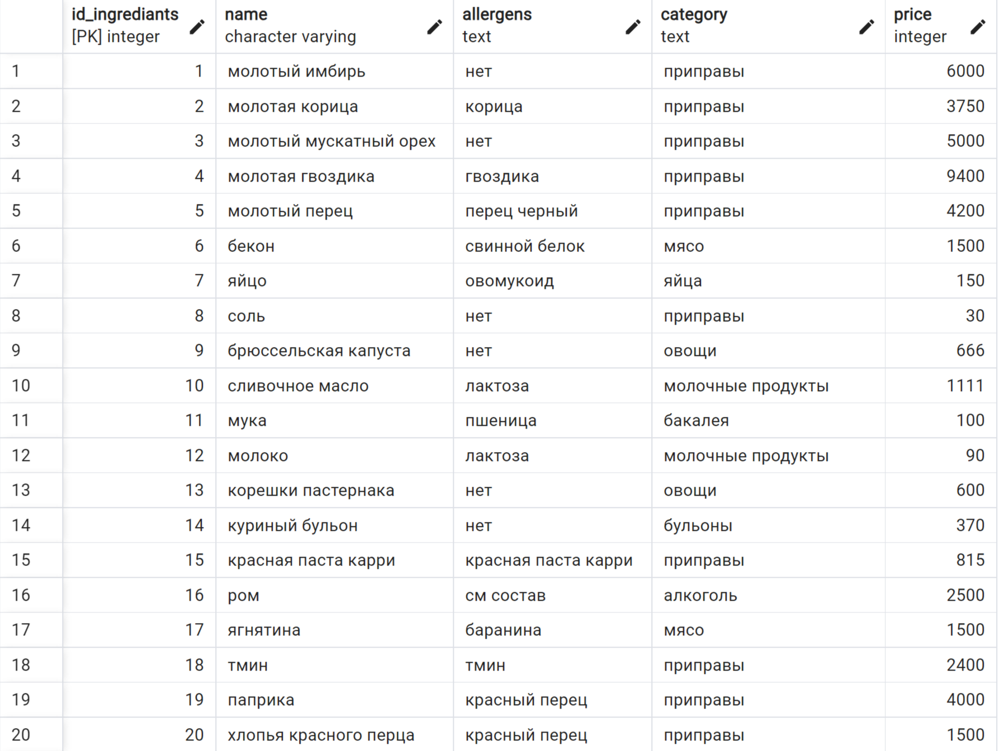 id_ingrediants name allergens category price
[PK] integer character varying text text integer
1 1 молотый имбирь нет приправы 6000
2 2 молотая корица корица приправы 3750
3 3 молотый мускатный орех нет приправы 5000
4 4 молотая гвоздика гвоздика приправы 9400
5 5 молотый перец перец черный приправы 4200
6 6 бекон свинной белок мясо 1500
7 7 яйцо овомукоид яйца 150
8 8 соль нет приправы 30
9 9 брюссельская капуста нет овощи 666
10 10 сливочное масло лактоза молочные продукты 1111
11 11 мука пшеница бакалея 100
12 12 молоко лактоза молочные продукты 90
13 13 корешки пастернака нет овощи 600
14 14 куриный бульон нет бульоны 370
15 15 красная паста карри красная паста карри приправы 815
16 16 ром см состав алкоголь 2500
17 17 ягнятина баранина мясо 1500
18 18 тмин тмин приправы 2400
19 19 паприка красный перец приправы 4000
20 20 хлопья красного перца красный перец приправы 1500